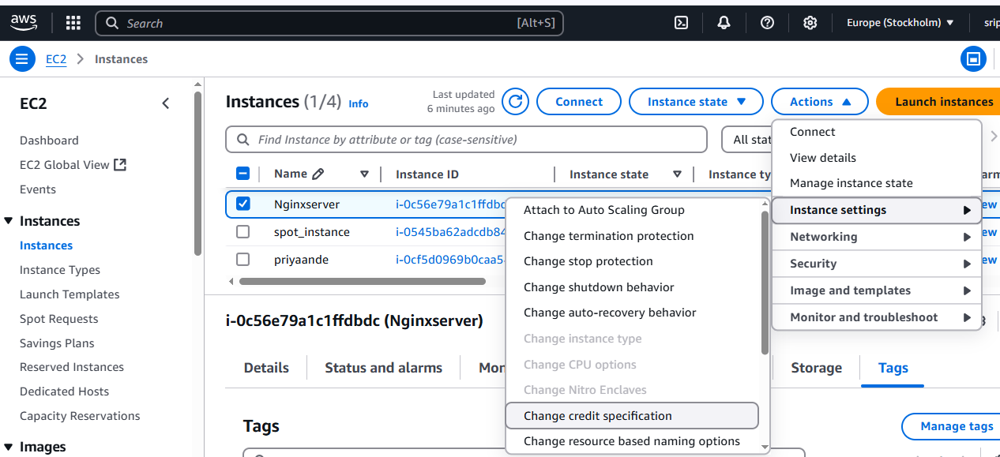 aws
Search [Alt+S]
Europe (Stockholm)
EC2 Instances
EC2
Dashboard
EC2 Global View
Events
Instances
Instances
Instance Types
Launch Templates
Spot Requests
Savings Plans
Reserved Instances
Dedicated Hosts
Capacity Reservations
Images
Instances (1/4) Info
Last updated
6 minutes ago
Connect
Instance state
Actions
Launch instances
Find Instance by attribute or tag (case-sensitive)
All
Name Instance ID Instance state Instance
Nginxserver i-0c56e79a1c1ffdbdc
spot_instance i-0545ba62adcdb84
priyaande i-0cf5d0969b0caa5
Connect
View details
Manage instance state
Instance settings
Networking
Security
Image and templates
Monitor and troubleshoot
Attach to Auto Scaling Group
Change termination protection
Change stop protection
Change shutdown behavior
Change auto-recovery behavior
Change instance type
Change CPU options
Change Nitro Enclaves
Change credit specification
Change resource based naming options
i-0c56e79a1c1ffdbdc (Nginxserver)
Details
Status and alarms
Storage
Tags
Tags
Manage tags